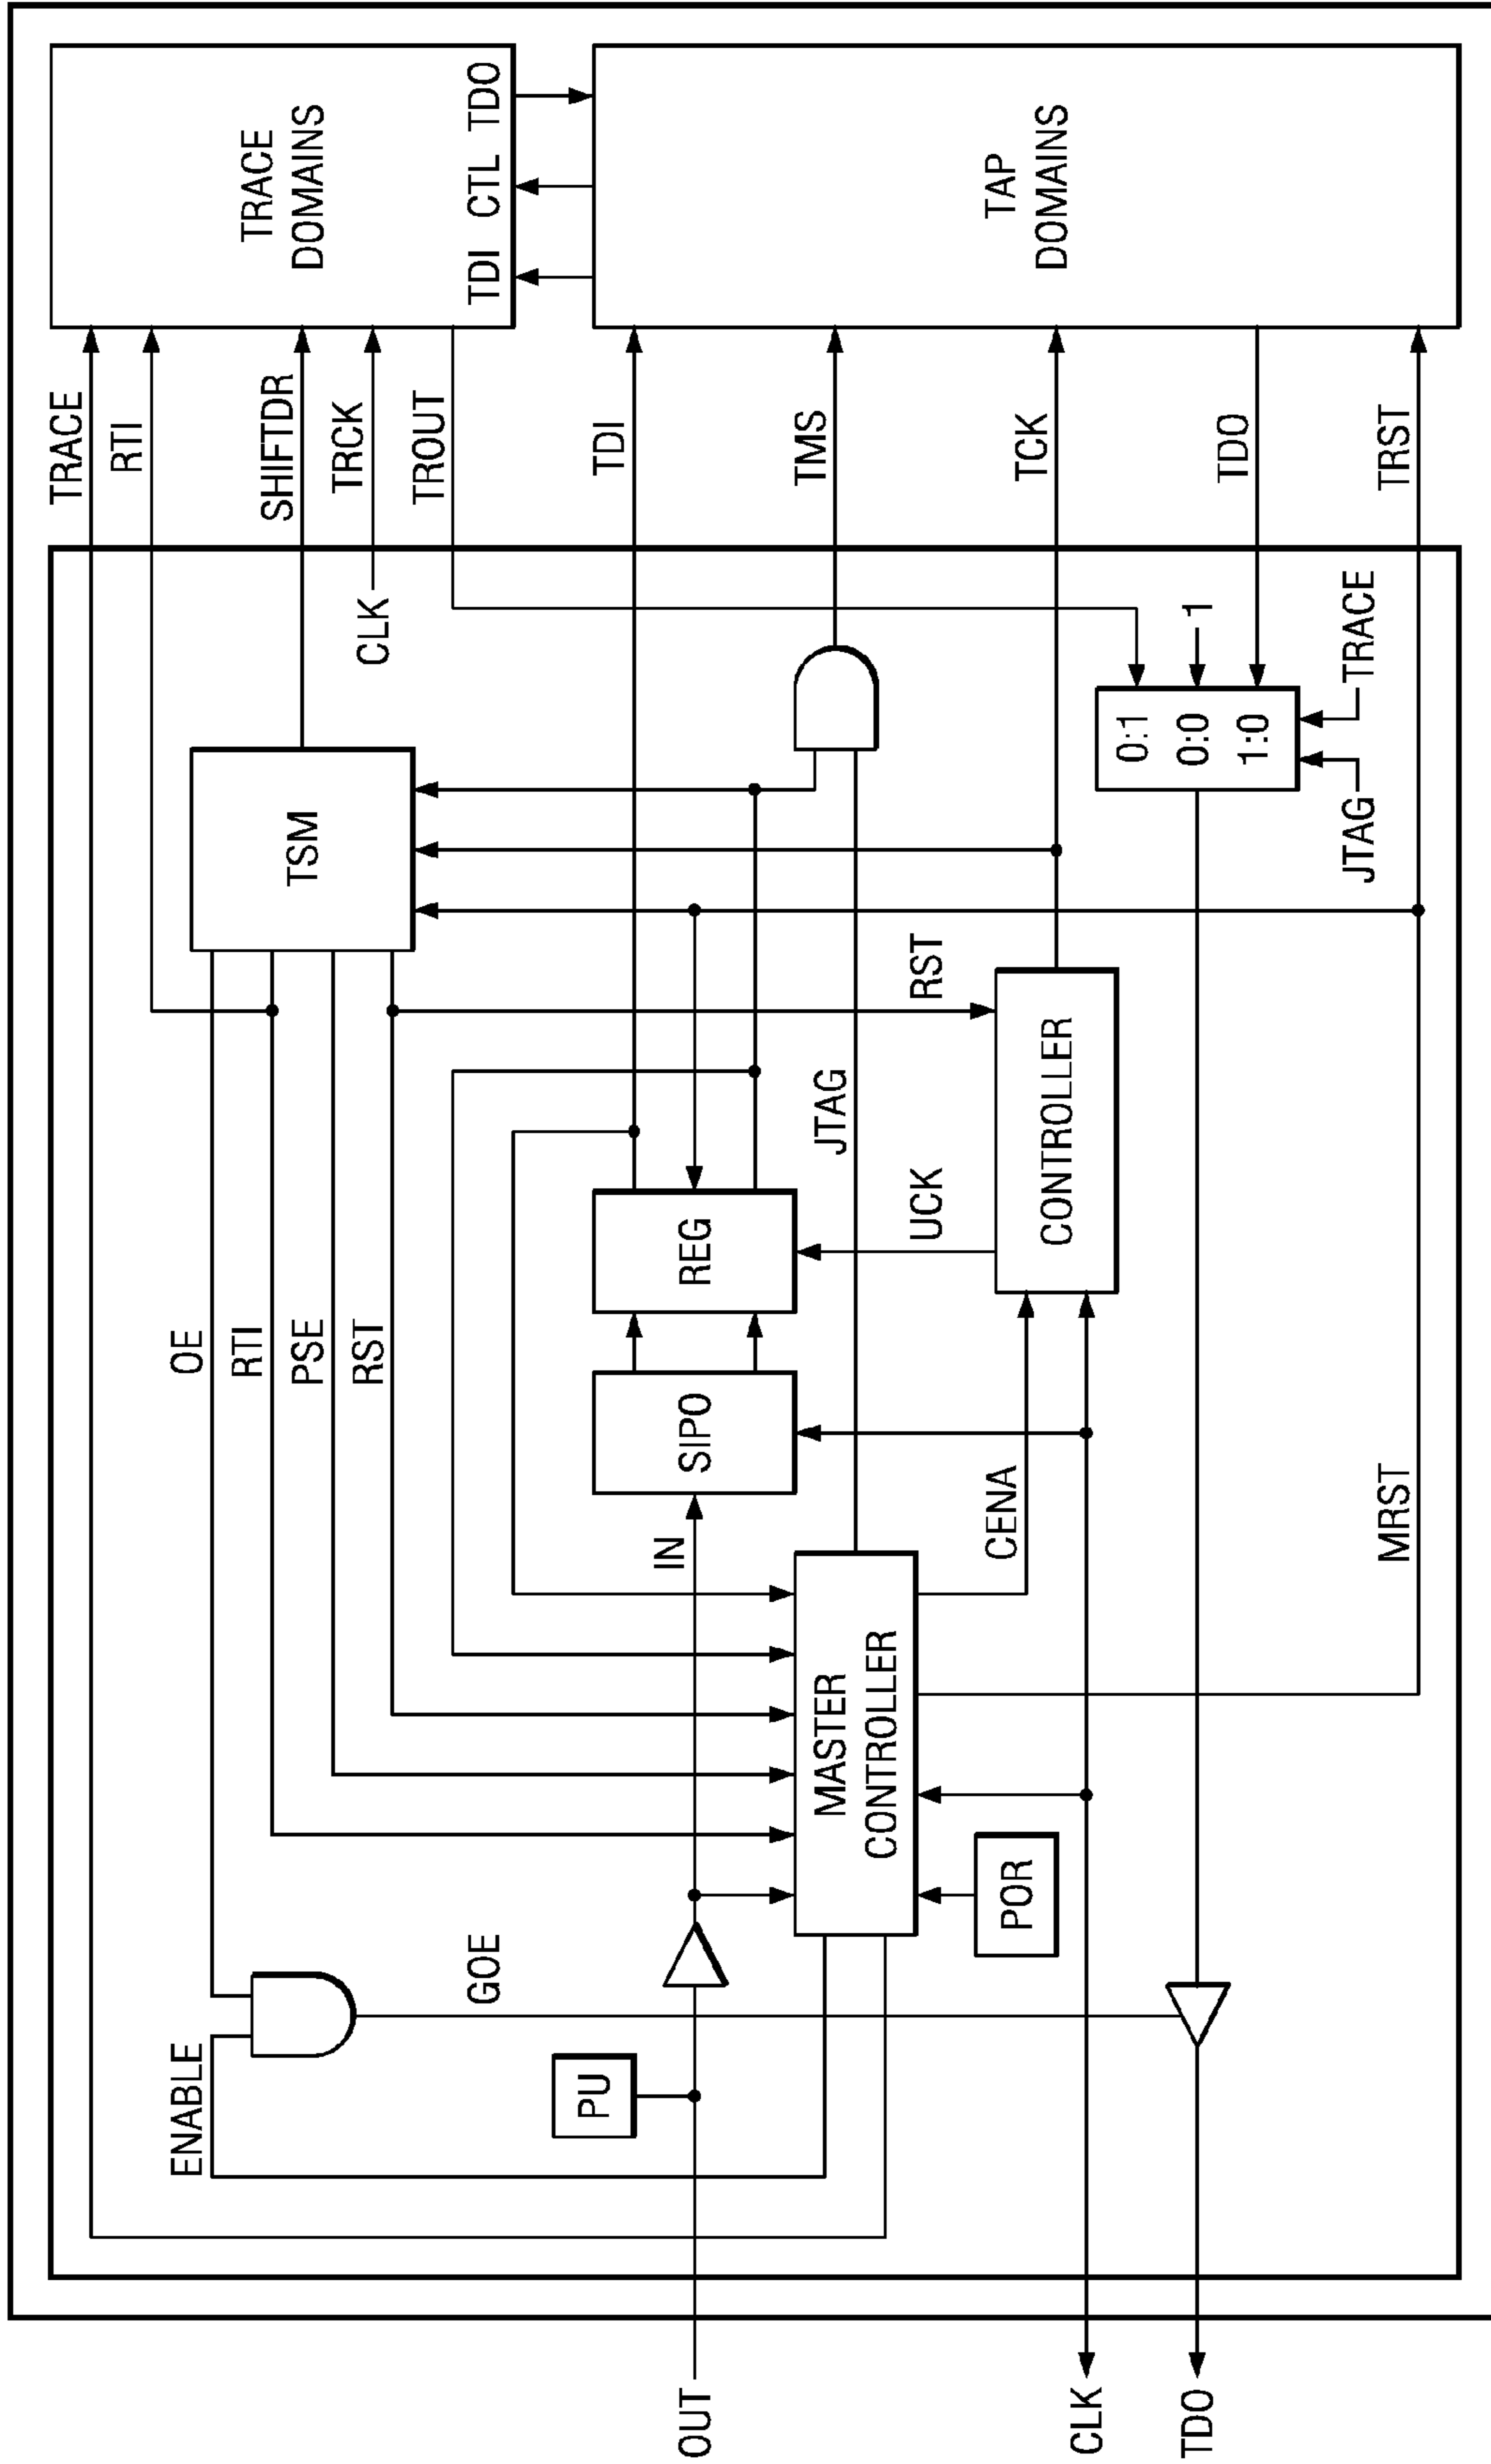 TRACE
RTI
SHIFTDR
TRCK
TROUT
TDI
TMS
TCK
TDO
TRST
TRACE
DOMAINS
TDI CTL TDO
TAP
DOMAINS
OE
RTI
PSE
RST
TSM
CLK
ENABLE
GOE
PU
OUT
IN
SIPO
REG
JTAG
UCK
RST
MASTER
CONTROLLER
CENA
CONTROLLER
POR
MRST
0:1
0:0
1:0
1
JTAG
TRACE
CLK
TDO